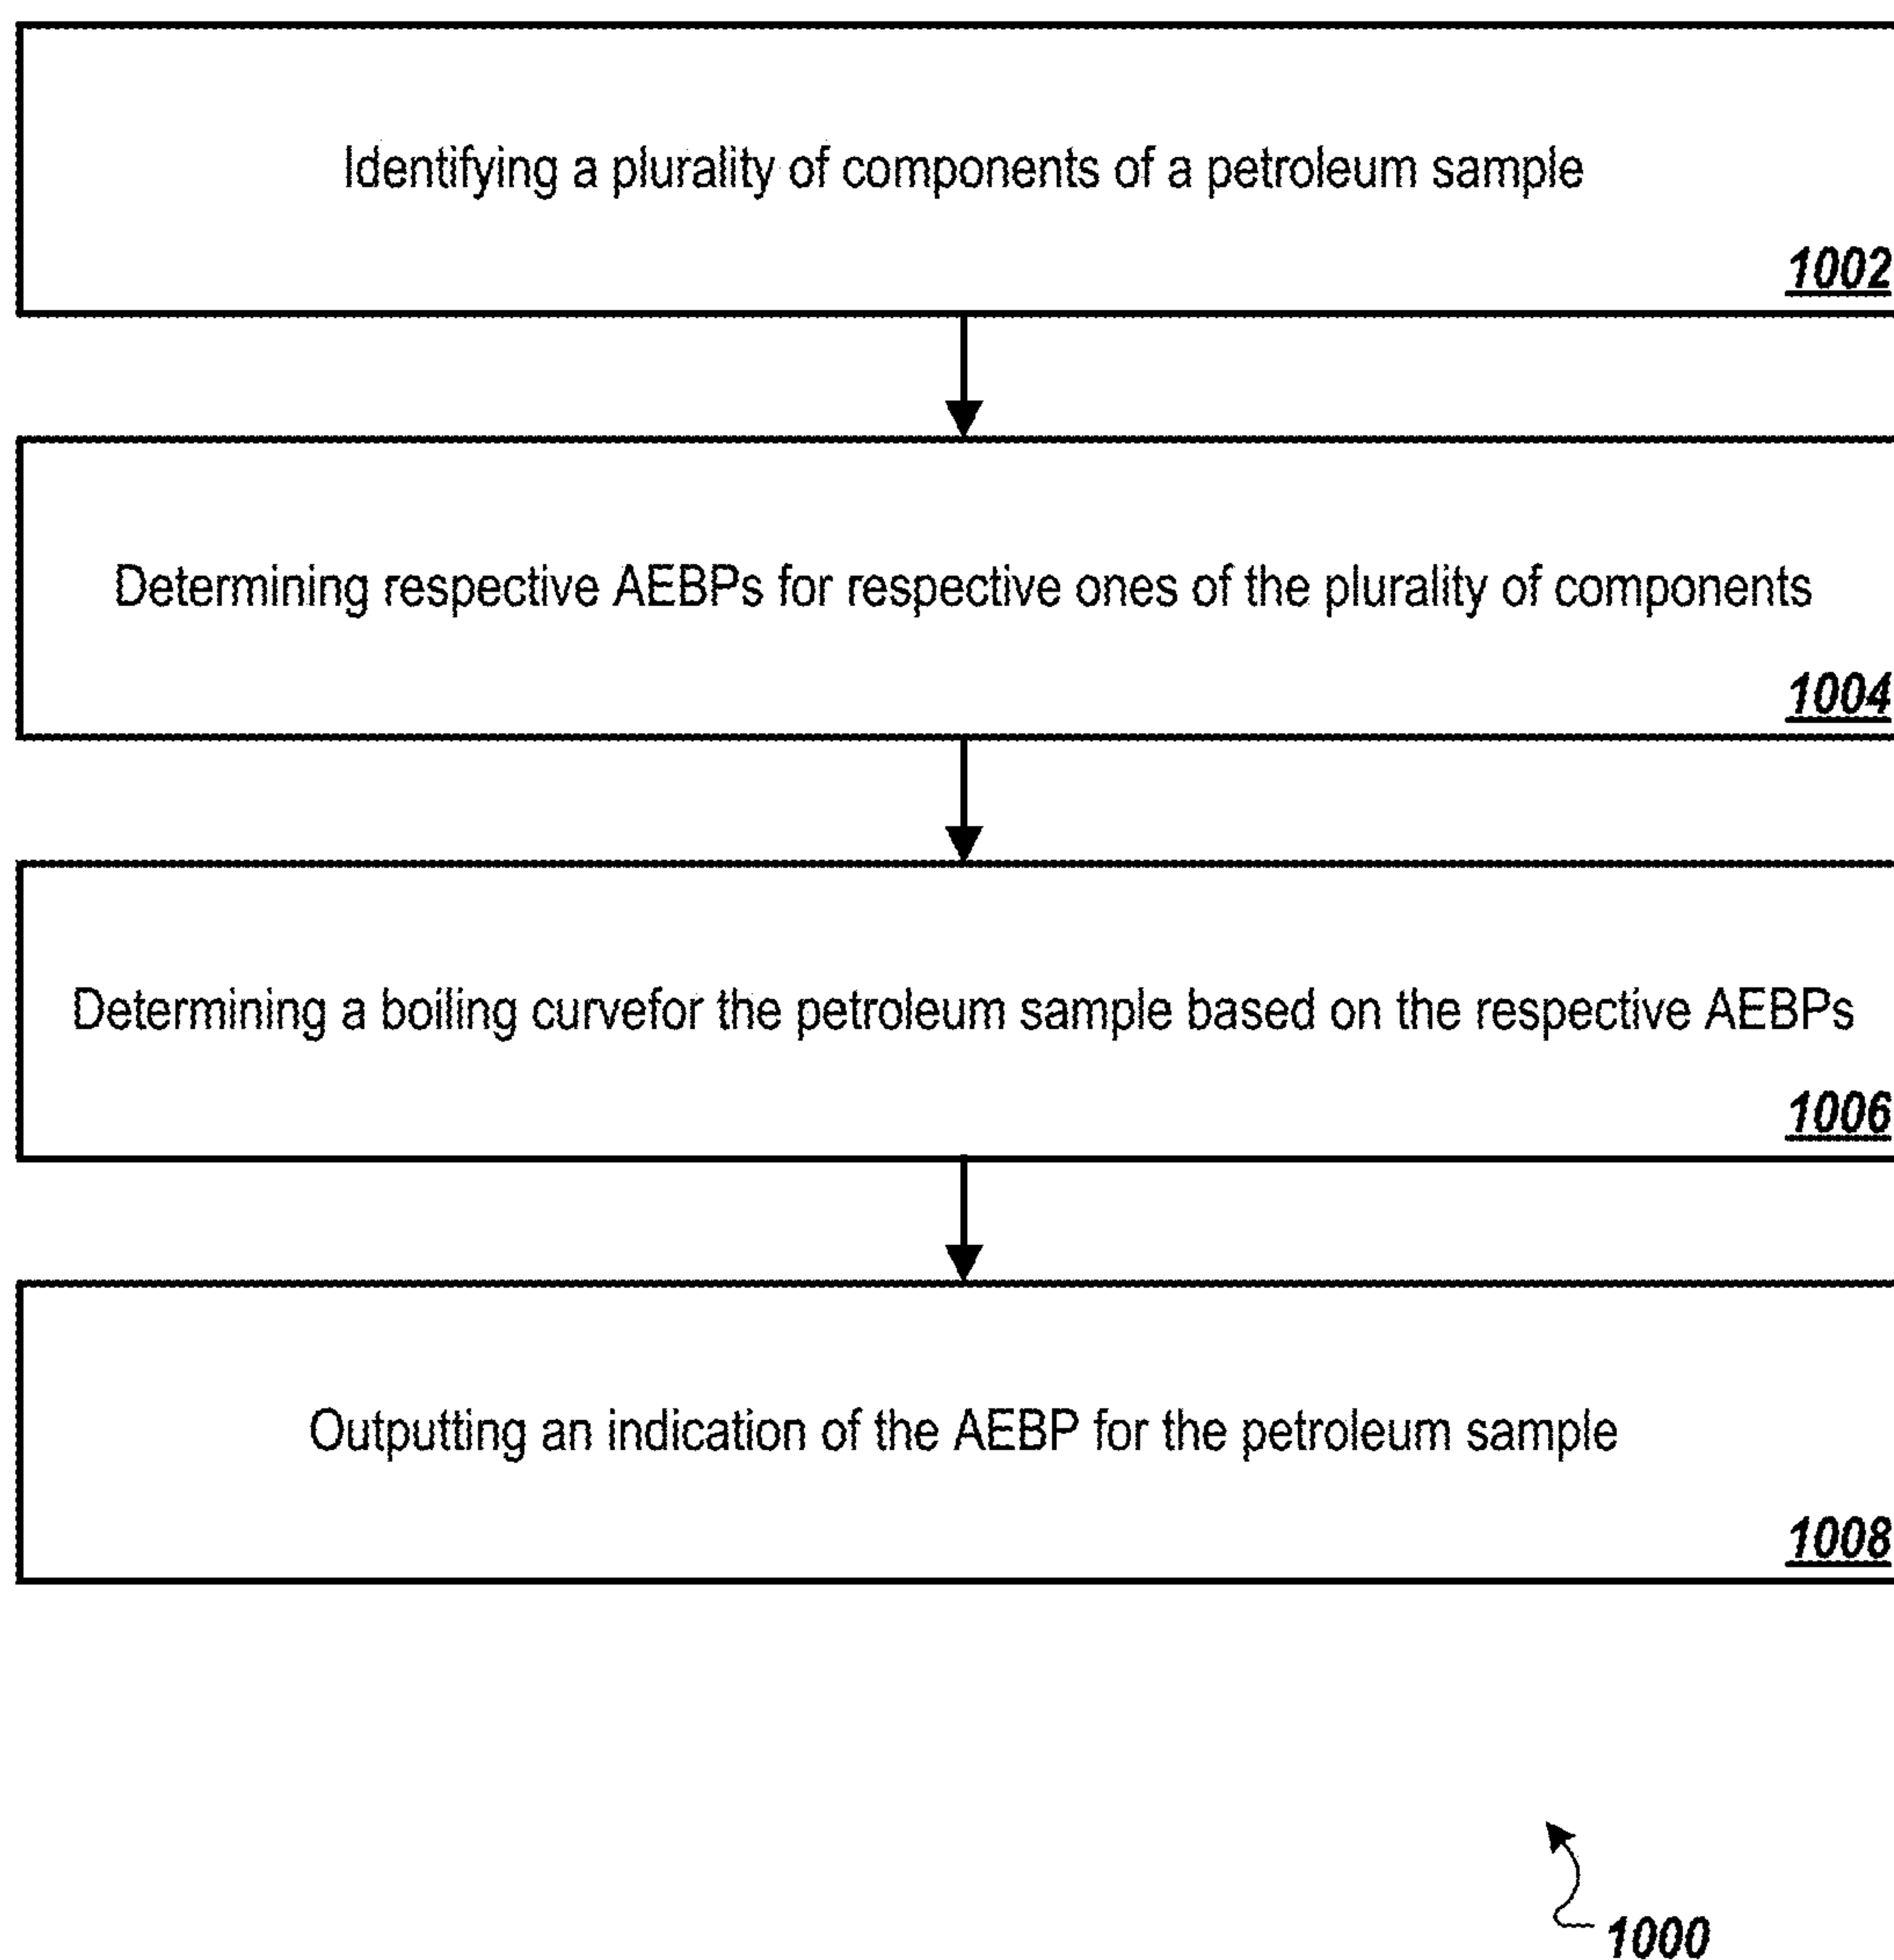 Identifying a plurality of components of a petroleum sample
1002
Determining respective AEBPs for respective ones of the plurality of components
1004
Determining a boiling curvefor the petroleum sample based on the respective AEBPs
1006
Outputting an indication of the AEBP for the petroleum sample
1008
1000